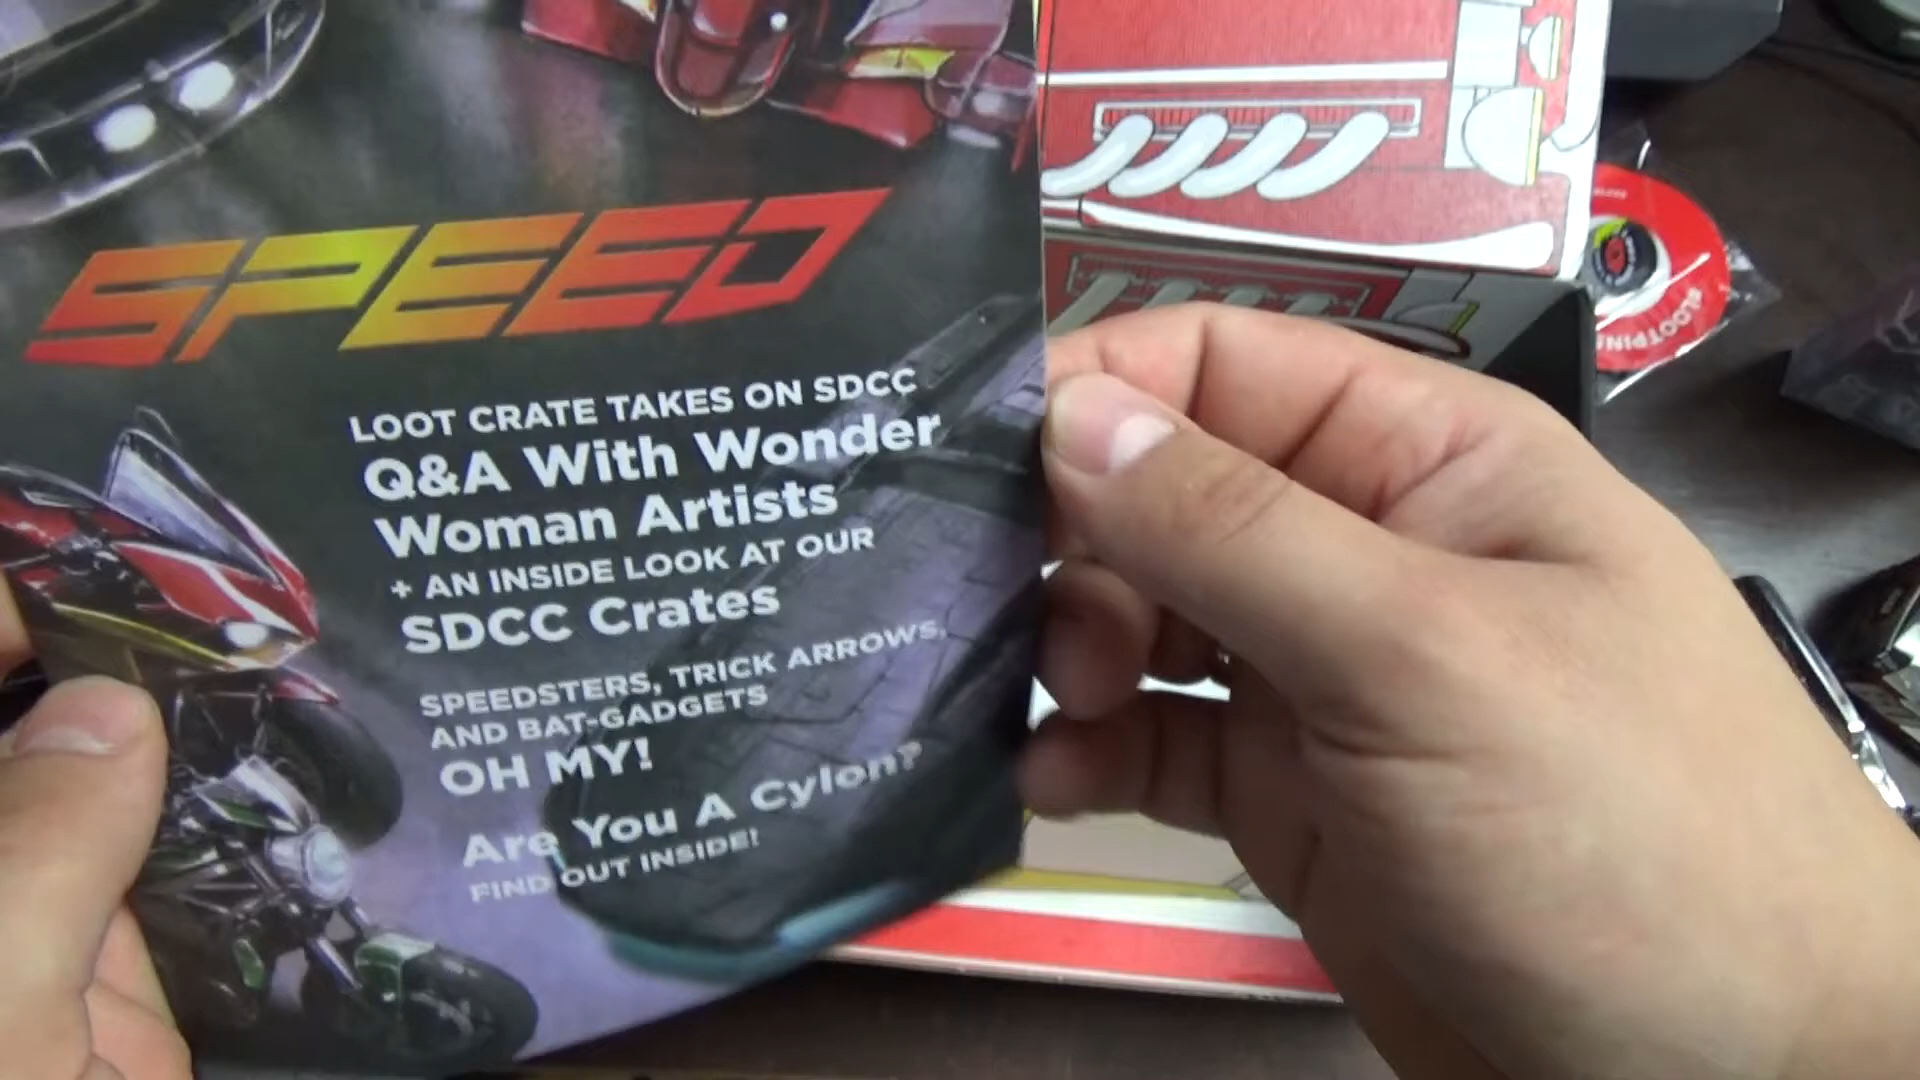 SPEED
LOOT CRATE TAKES ON SDCC
Q&A With Wonder
Woman Artists
+ AN INSIDE LOOK AT OUR
SDCC Crates
SPEEDSTERS, TRICK ARROWS,
AND BAT-GADGETS
OH MY!
Are You A Cylon?
FIND OUT INSIDE!
#LOOTPINS